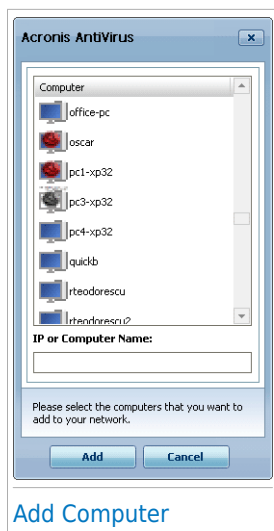 Acronis AntiVirus
Computer
office-pc
oscar
pc1-xp32
pc3-xp32
pc4-xp32
quickb
rteodorescu
rteodorescu2
IP or Computer Name:
Please select the computers that you want to
add to your network.
Add Cancel
Add Computer